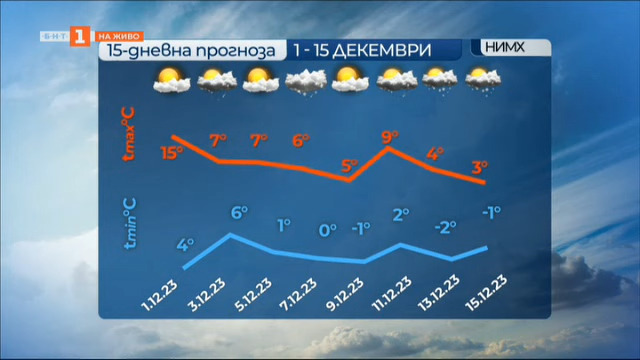 БНТ 1
НА ЖИВО
15-дневна прогноза
1 - 15 ДЕКЕМВРИ
НИМХ
tmax°C
15° 7° 7° 6° 5° 9° 4° 3°
tmin°C
4° 6° 1° 0° -1° 2° -2° -1°
1.12.23 3.12.23 5.12.23 7.12.23 9.12.23 11.12.23 13.12.23 15.12.23